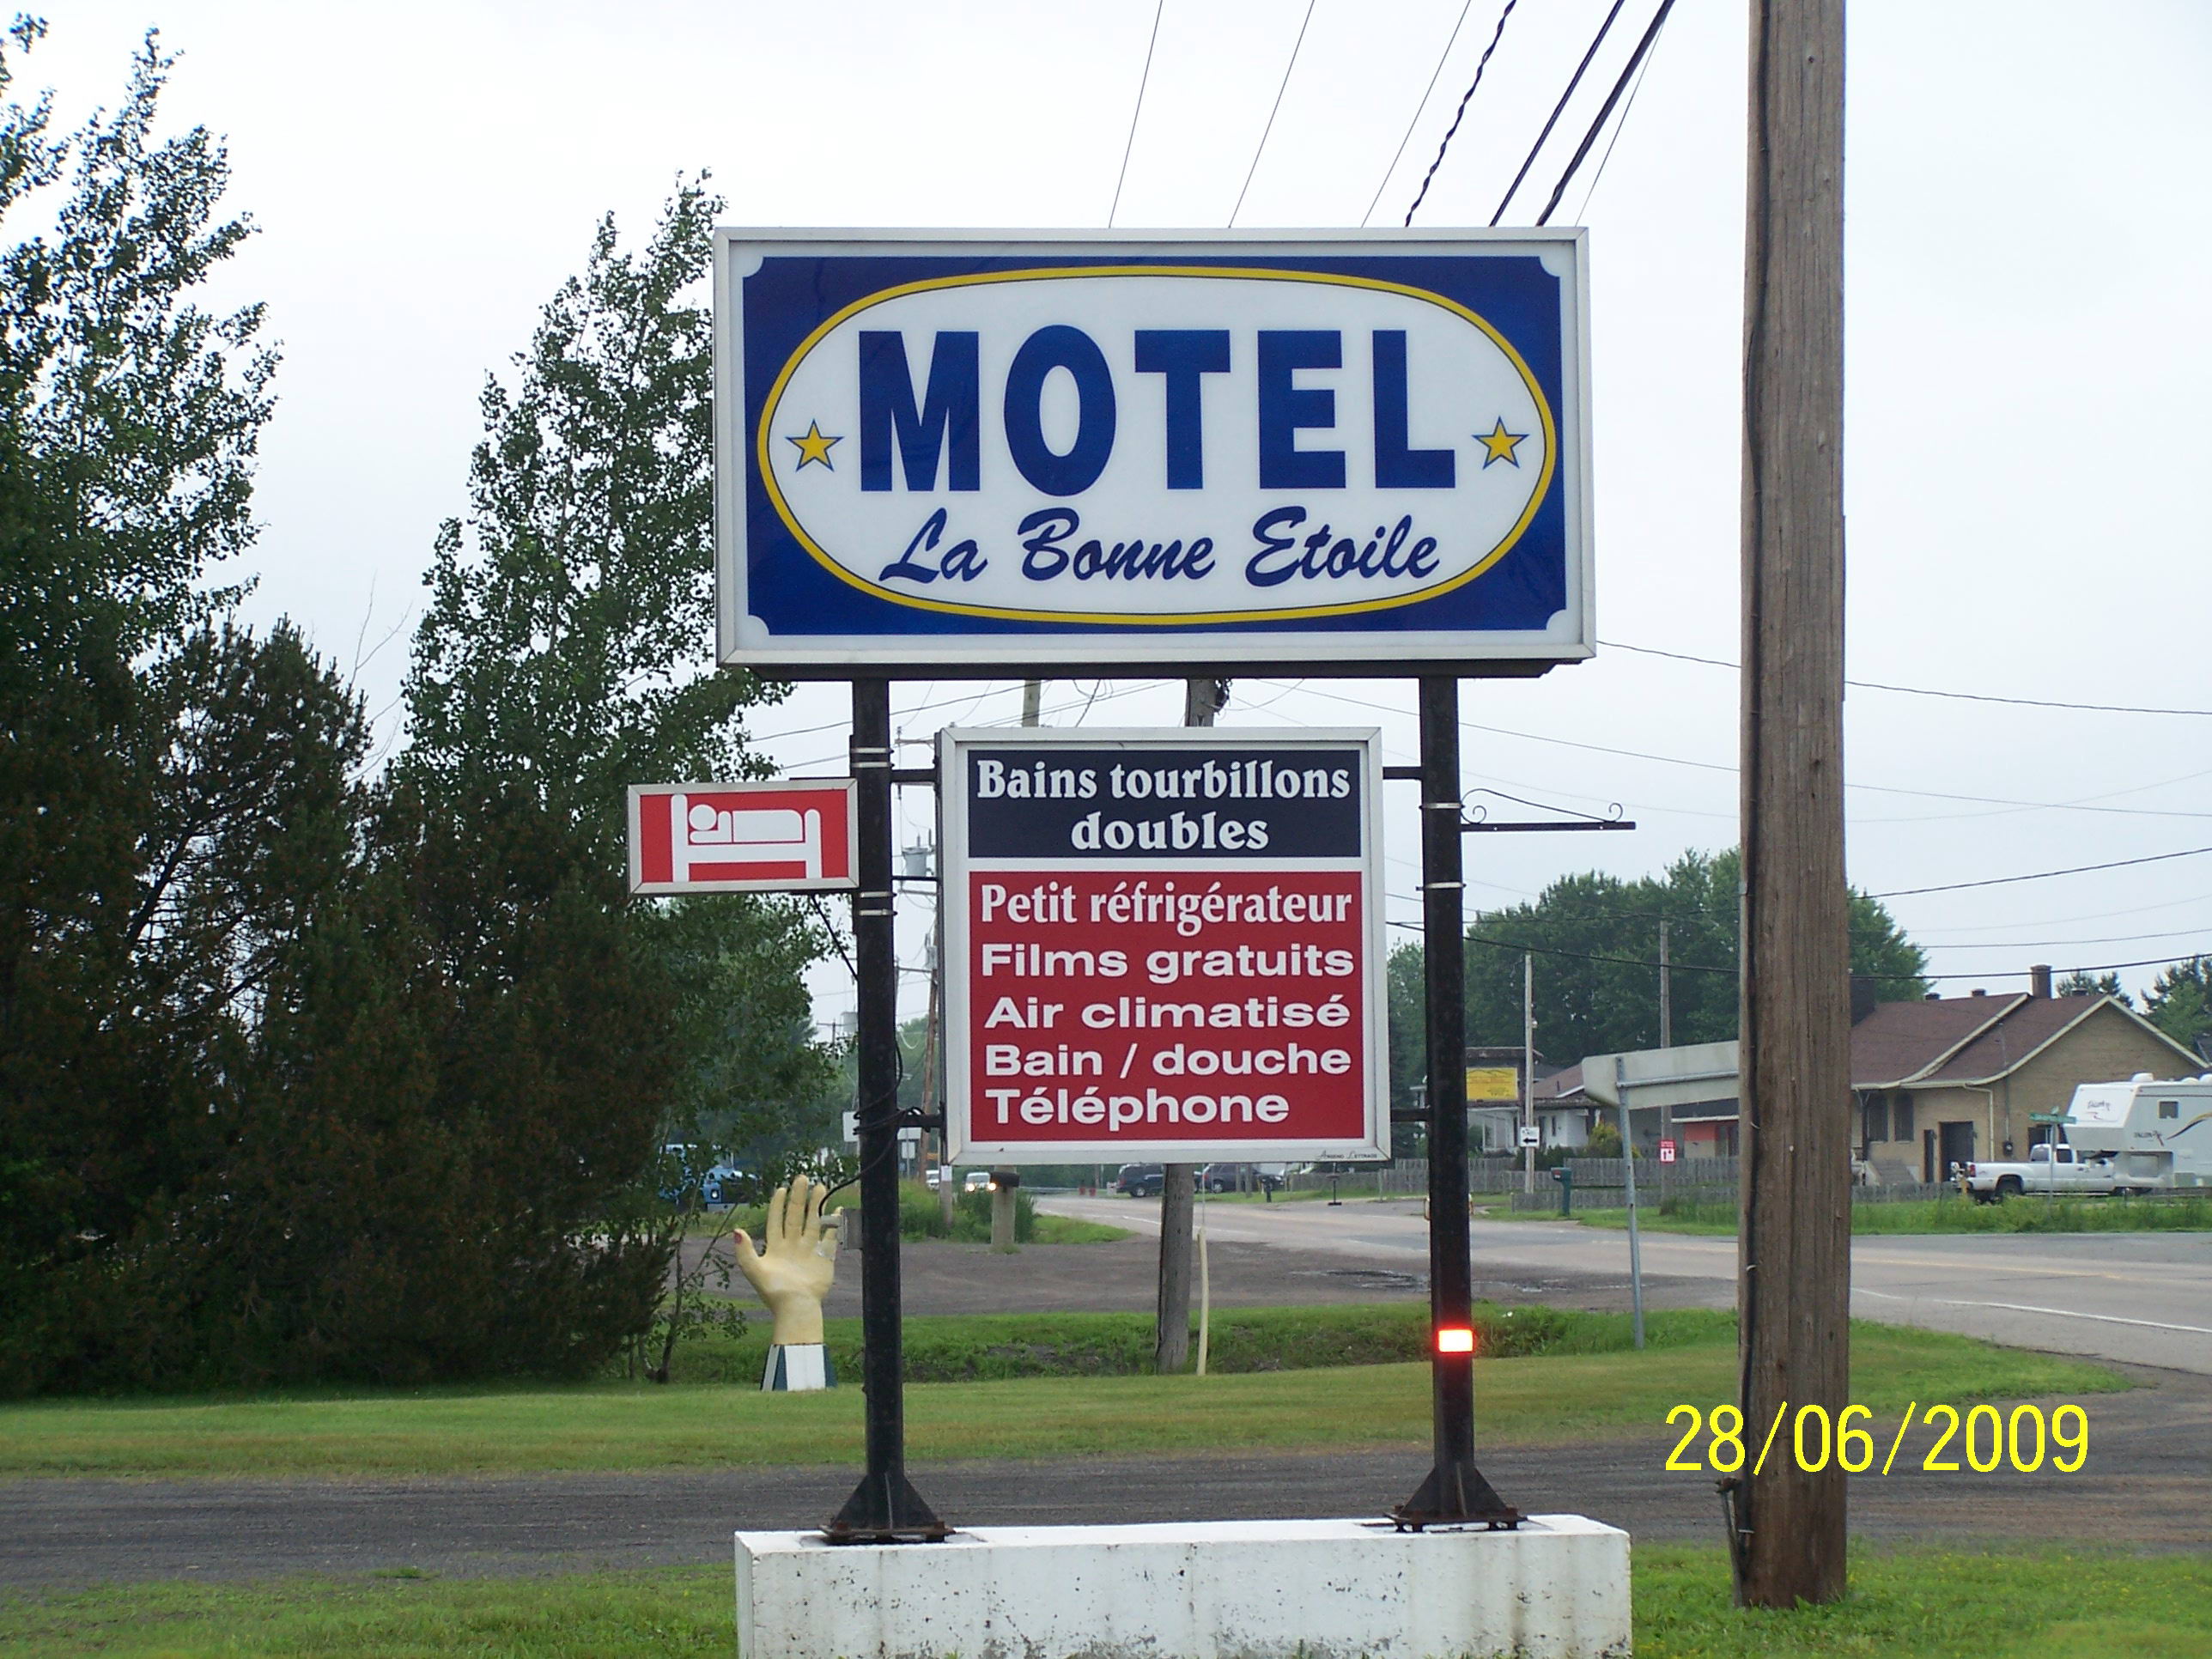 MOTEL
La Bonne Etoile
Bains tourbillons
doubles
Petit réfrigérateur
Films gratuits
Air climatisé
Bain / douche
Téléphone
28/06/2009